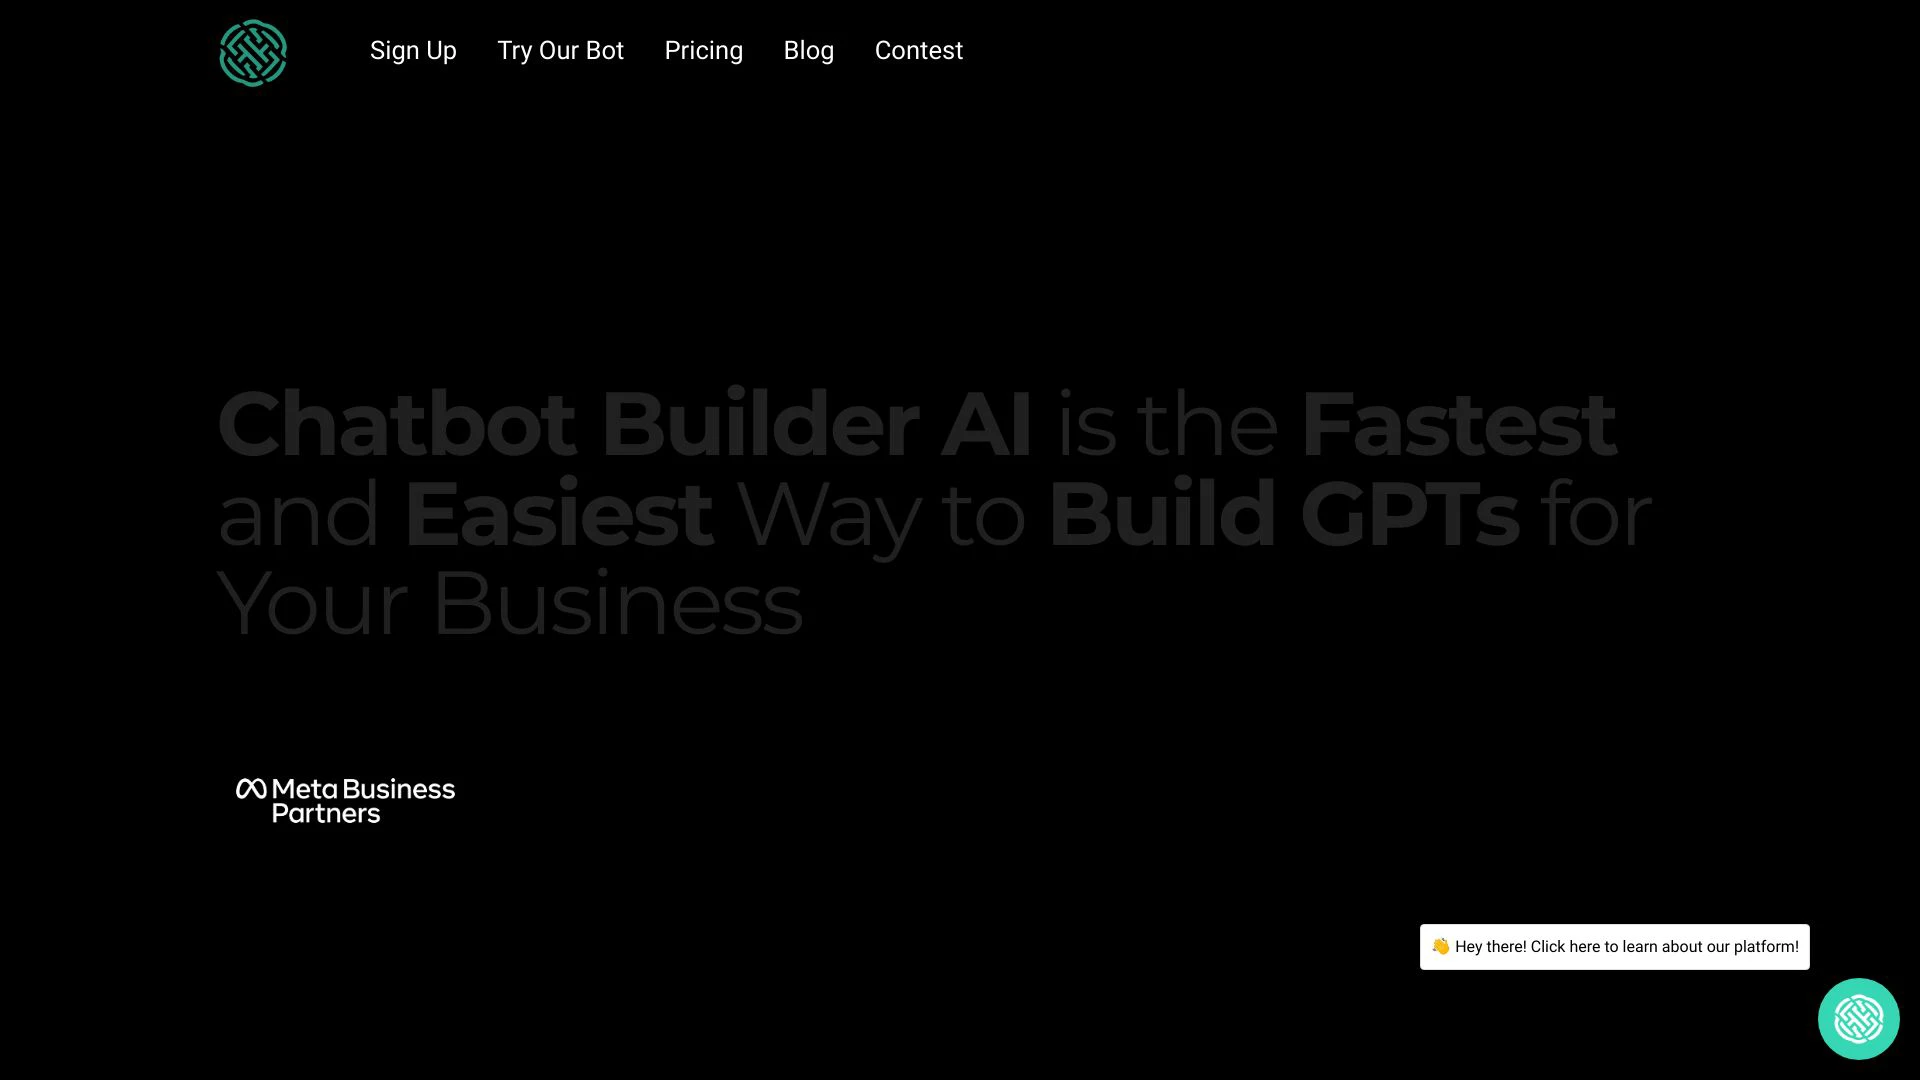 Sign Up Try Our Bot Pricing Blog Contest
Chatbot Builder AI is the Fastest
and Easiest Way to Build GPTs for
Your Business
Meta Business
Partners
👋 Hey there! Click here to learn about our platform!